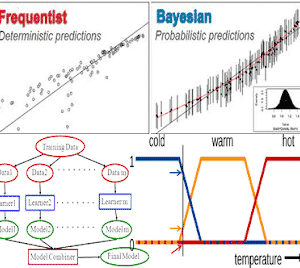 Frequentist
Deterministic predictions
Bayesian
Probabilistic predictions
Training Data
Data1
Data2
Data m
Learner1
Learner2
Learner m
Model1
Model2
Model m
Model Combiner
Final Model
cold
warm
hot
1
0
temperature